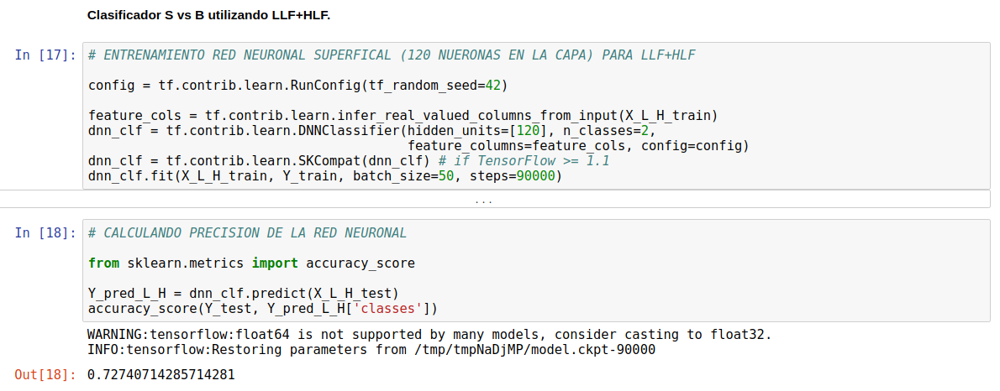 Clasificador S vs B utilizando LLF+HLF.
In [17]: # ENTRENAMIENTO RED NEURONAL SUPERFICAL (120 NUERONAS EN LA CAPA) PARA LLF+HLF
config = tf.contrib.learn.RunConfig(tf_random_seed=42)
feature_cols = tf.contrib.learn.infer_real_valued_columns_from_input(X_L_H_train)
dnn_clf = tf.contrib.learn.DNNClassifier(hidden_units=[120], n_classes=2,
feature_columns=feature_cols, config=config)
dnn_clf = tf.contrib.learn.SKCompat(dnn_clf) # if TensorFlow >= 1.1
dnn_clf.fit(X_L_H_train, Y_train, batch_size=50, steps=90000)
...
In [18]: # CALCULANDO PRECISION DE LA RED NEURONAL
from sklearn.metrics import accuracy_score
Y_pred_L_H = dnn_clf.predict(X_L_H_test)
accuracy_score(Y_test, Y_pred_L_H['classes'])
WARNING:tensorflow:float64 is not supported by many models, consider casting to float32.
INFO:tensorflow:Restoring parameters from /tmp/tmpNaDjMP/model.ckpt-90000
Out[18]: 0.72740714285714281